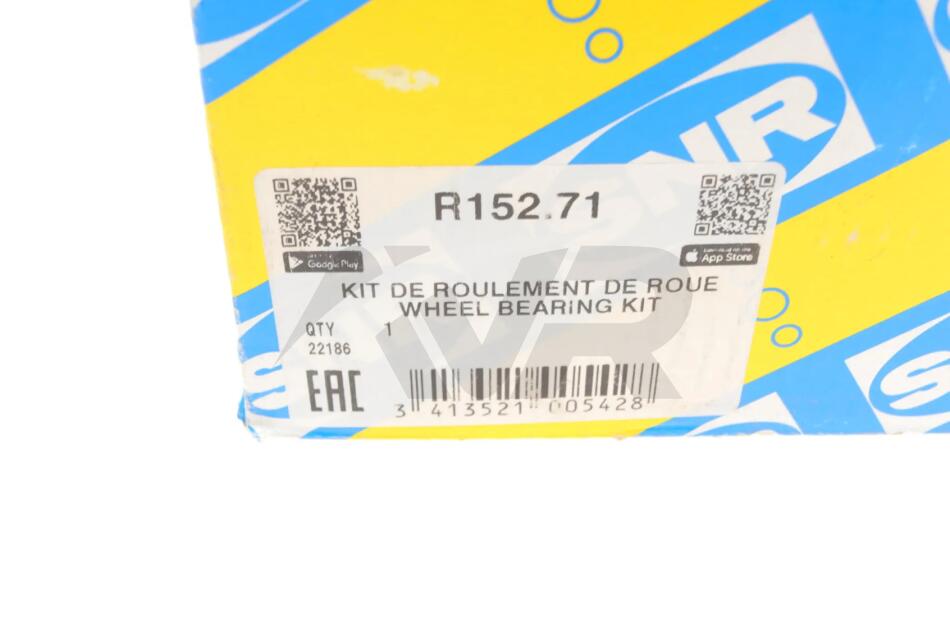 SNR
R152.71
Google Play
App Store
KIT DE ROULEMENT DE ROUE
WHEEL BEARING KIT
QTY 1
22186
EAC
3 413521 005428